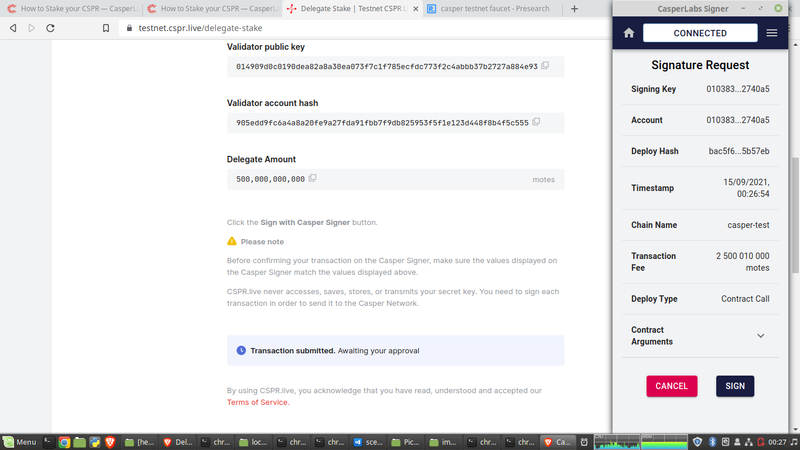 How to Stake your CSPR — CasperLab
How to Stake your CSPR — CasperLab
Delegate Stake | Testnet CSPR.L
casper testnet faucet - Presearch
testnet.cspr.live/delegate-stake
Validator public key
014909d0c0190dea82a8a30ea073f7c1f785ecfdc773f2c4abbb37b2727a884e93
Validator account hash
905edd9fc6a4a8a20fe9a27fda91fbb7f9db825953f5f1e123d448f8b4f5c555
Delegate Amount
500,000,000,000
motes
Click the Sign with Casper Signer button.
Please note
Before confirming your transaction on the Casper Signer, make sure the values displayed on
the Casper Signer match the values displayed above.
CSPR.live never accesses, saves, stores, or transmits your secret key. You need to sign each
transaction in order to send it to the Casper Network.
Transaction submitted. Awaiting your approval
By using CSPR.live, you acknowledge that you have read, understood and accepted our
Terms of Service.
CasperLabs Signer
CONNECTED
Signature Request
Signing Key 010383...2740a5
Account 010383...2740a5
Deploy Hash bac5f6...5b57eb
Timestamp 15/09/2021,
00:26:54
Chain Name casper-test
Transaction Fee 2 500 010 000
motes
Deploy Type Contract Call
Contract
Arguments
CANCEL SIGN
Menu [he... Del... chr... loc... chr... chr... sce... Pic... im... chr... chr... Ca... 00:27